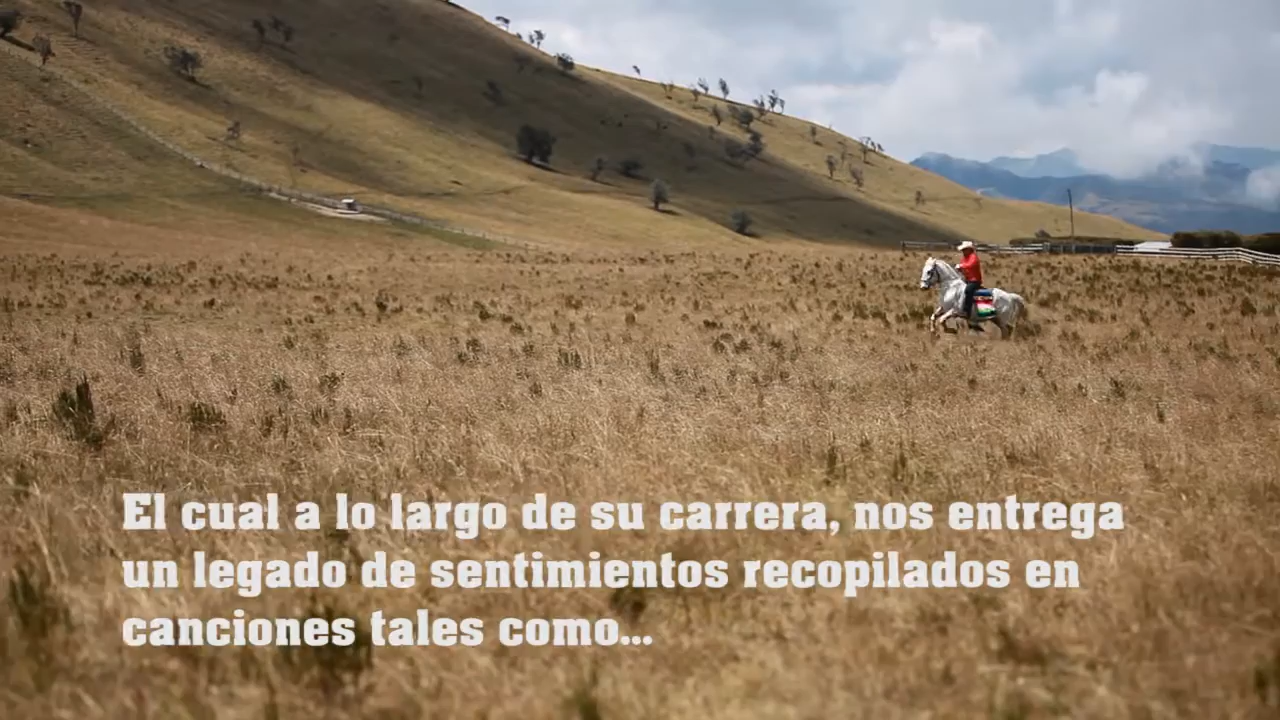 El cual a lo largo de su carrera, nos entrega
un legado de sentimientos recopilados en
canciones tales como...